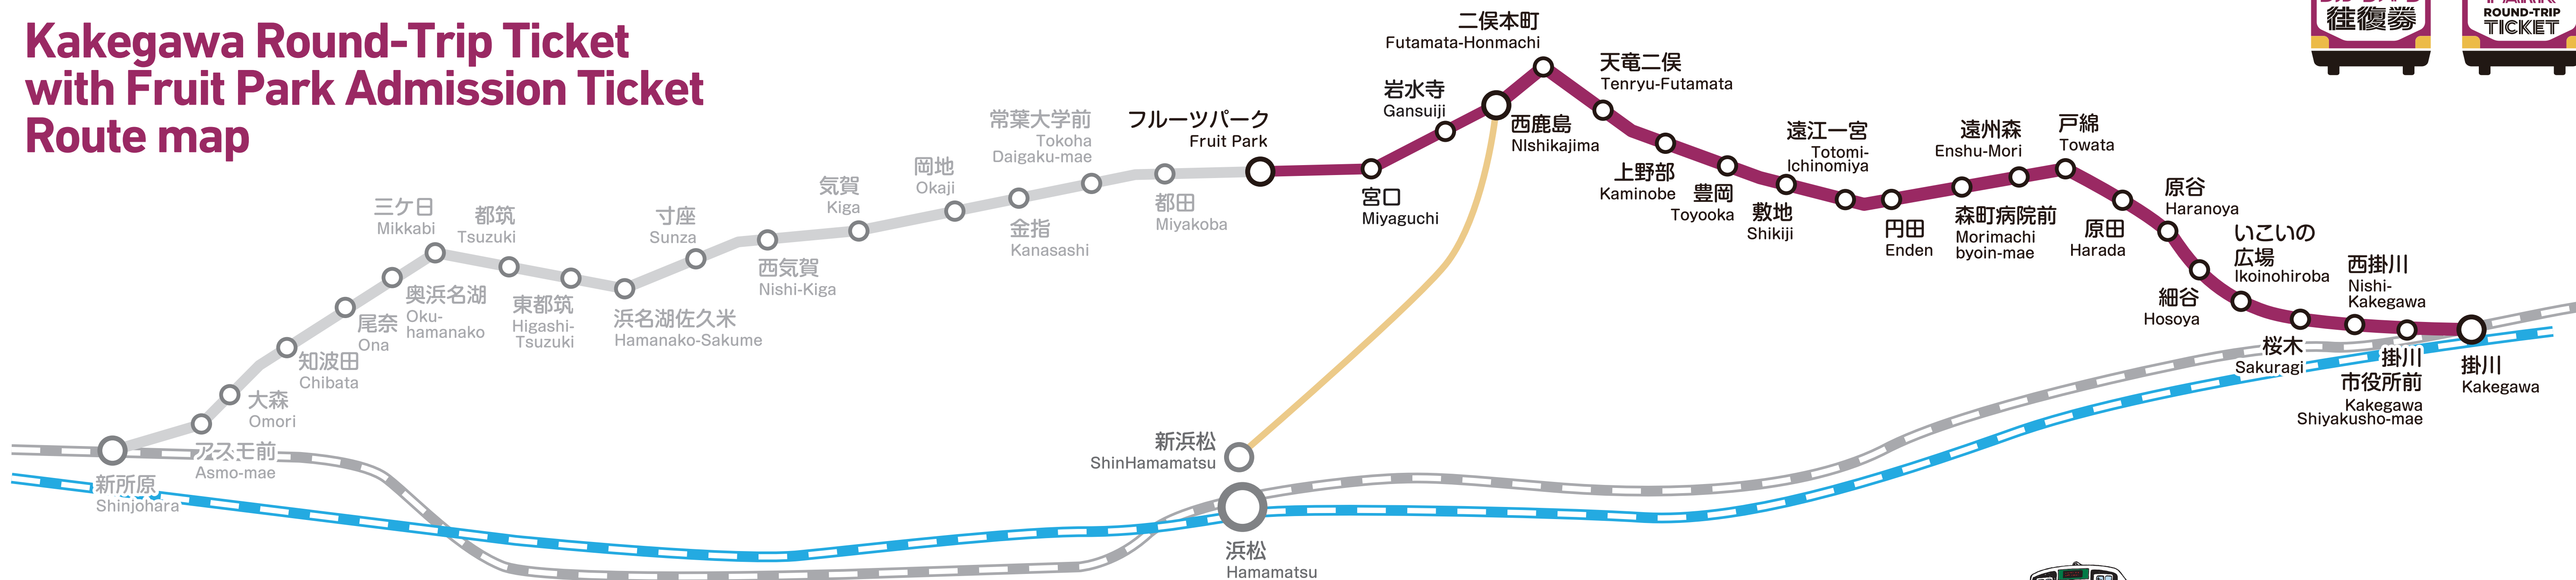 Kakegawa Round-Trip Ticket
with Fruit Park Admission Ticket
Route map
往復券
ROUND-TRIP
TICKET
二俣本町
Futamata-Honmachi
天竜二俣
Tenryu-Futamata
岩水寺
Gansuiji
西鹿島
NIshikajima
フルーツパーク
Fruit Park
宮口
Miyaguchi
上野部
Kaminobe
豊岡
Toyooka
敷地
Shikiji
遠江一宮
Totomi-
Ichinomiya
円田
Enden
遠州森
Enshu-Mori
森町病院前
Morimachi
byoin-mae
戸綿
Towata
原田
Harada
原谷
Haranoya
細谷
Hosoya
いこいの
広場
Ikoinohiroba
桜木
Sakuragi
西掛川
Nishi-
Kakegawa
掛川
市役所前
Kakegawa
Shiyakusho-mae
掛川
Kakegawa
常葉大学前
Tokoha
Daigaku-mae
都田
Miyakoba
岡地
Okaji
金指
Kanasashi
気賀
Kiga
西気賀
Nishi-Kiga
寸座
Sunza
浜名湖佐久米
Hamanako-Sakume
都筑
Tsuzuki
東都筑
Higashi-
Tsuzuki
三ケ日
Mikkabi
奥浜名湖
Oku-
hamanako
尾奈
Ona
知波田
Chibata
大森
Omori
アスモ前
Asmo-mae
新所原
Shinjohara
新浜松
ShinHamamatsu
浜松
Hamamatsu